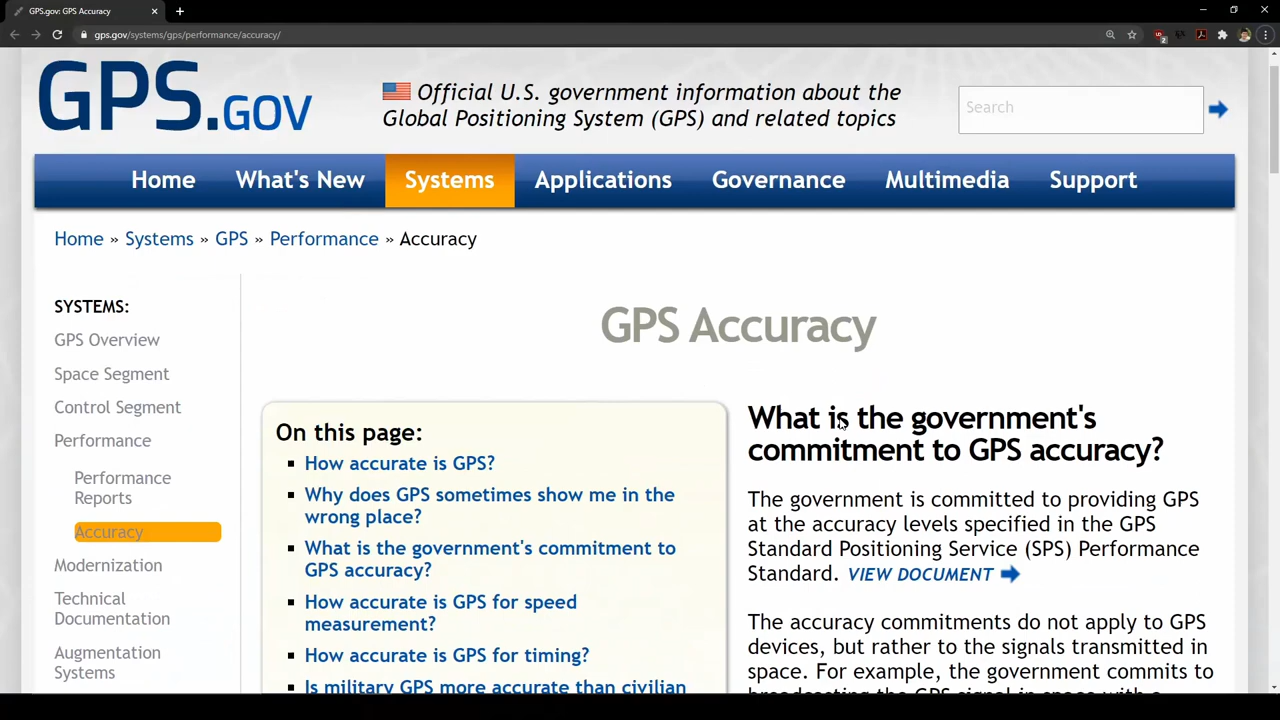 GPS.gov: GPS Accuracy
gps.gov/systems/gps/performance/accuracy/
GPS.GOV
Official U.S. government information about the
Global Positioning System (GPS) and related topics
Search
Home What's New Systems Applications Governance Multimedia Support
Home » Systems » GPS » Performance » Accuracy
SYSTEMS:
GPS Overview
Space Segment
Control Segment
Performance
Performance
Reports
Accuracy
Modernization
Technical
Documentation
Augmentation
Systems
GPS Accuracy
On this page:
How accurate is GPS?
Why does GPS sometimes show me in the
wrong place?
What is the government's commitment to
GPS accuracy?
How accurate is GPS for speed
measurement?
How accurate is GPS for timing?
Is military GPS more accurate than civilian
What is the government's
commitment to GPS accuracy?
The government is committed to providing GPS
at the accuracy levels specified in the GPS
Standard Positioning Service (SPS) Performance
Standard. VIEW DOCUMENT
The accuracy commitments do not apply to GPS
devices, but rather to the signals transmitted in
space. For example, the government commits to
broadcasting the GPS signal in space with a